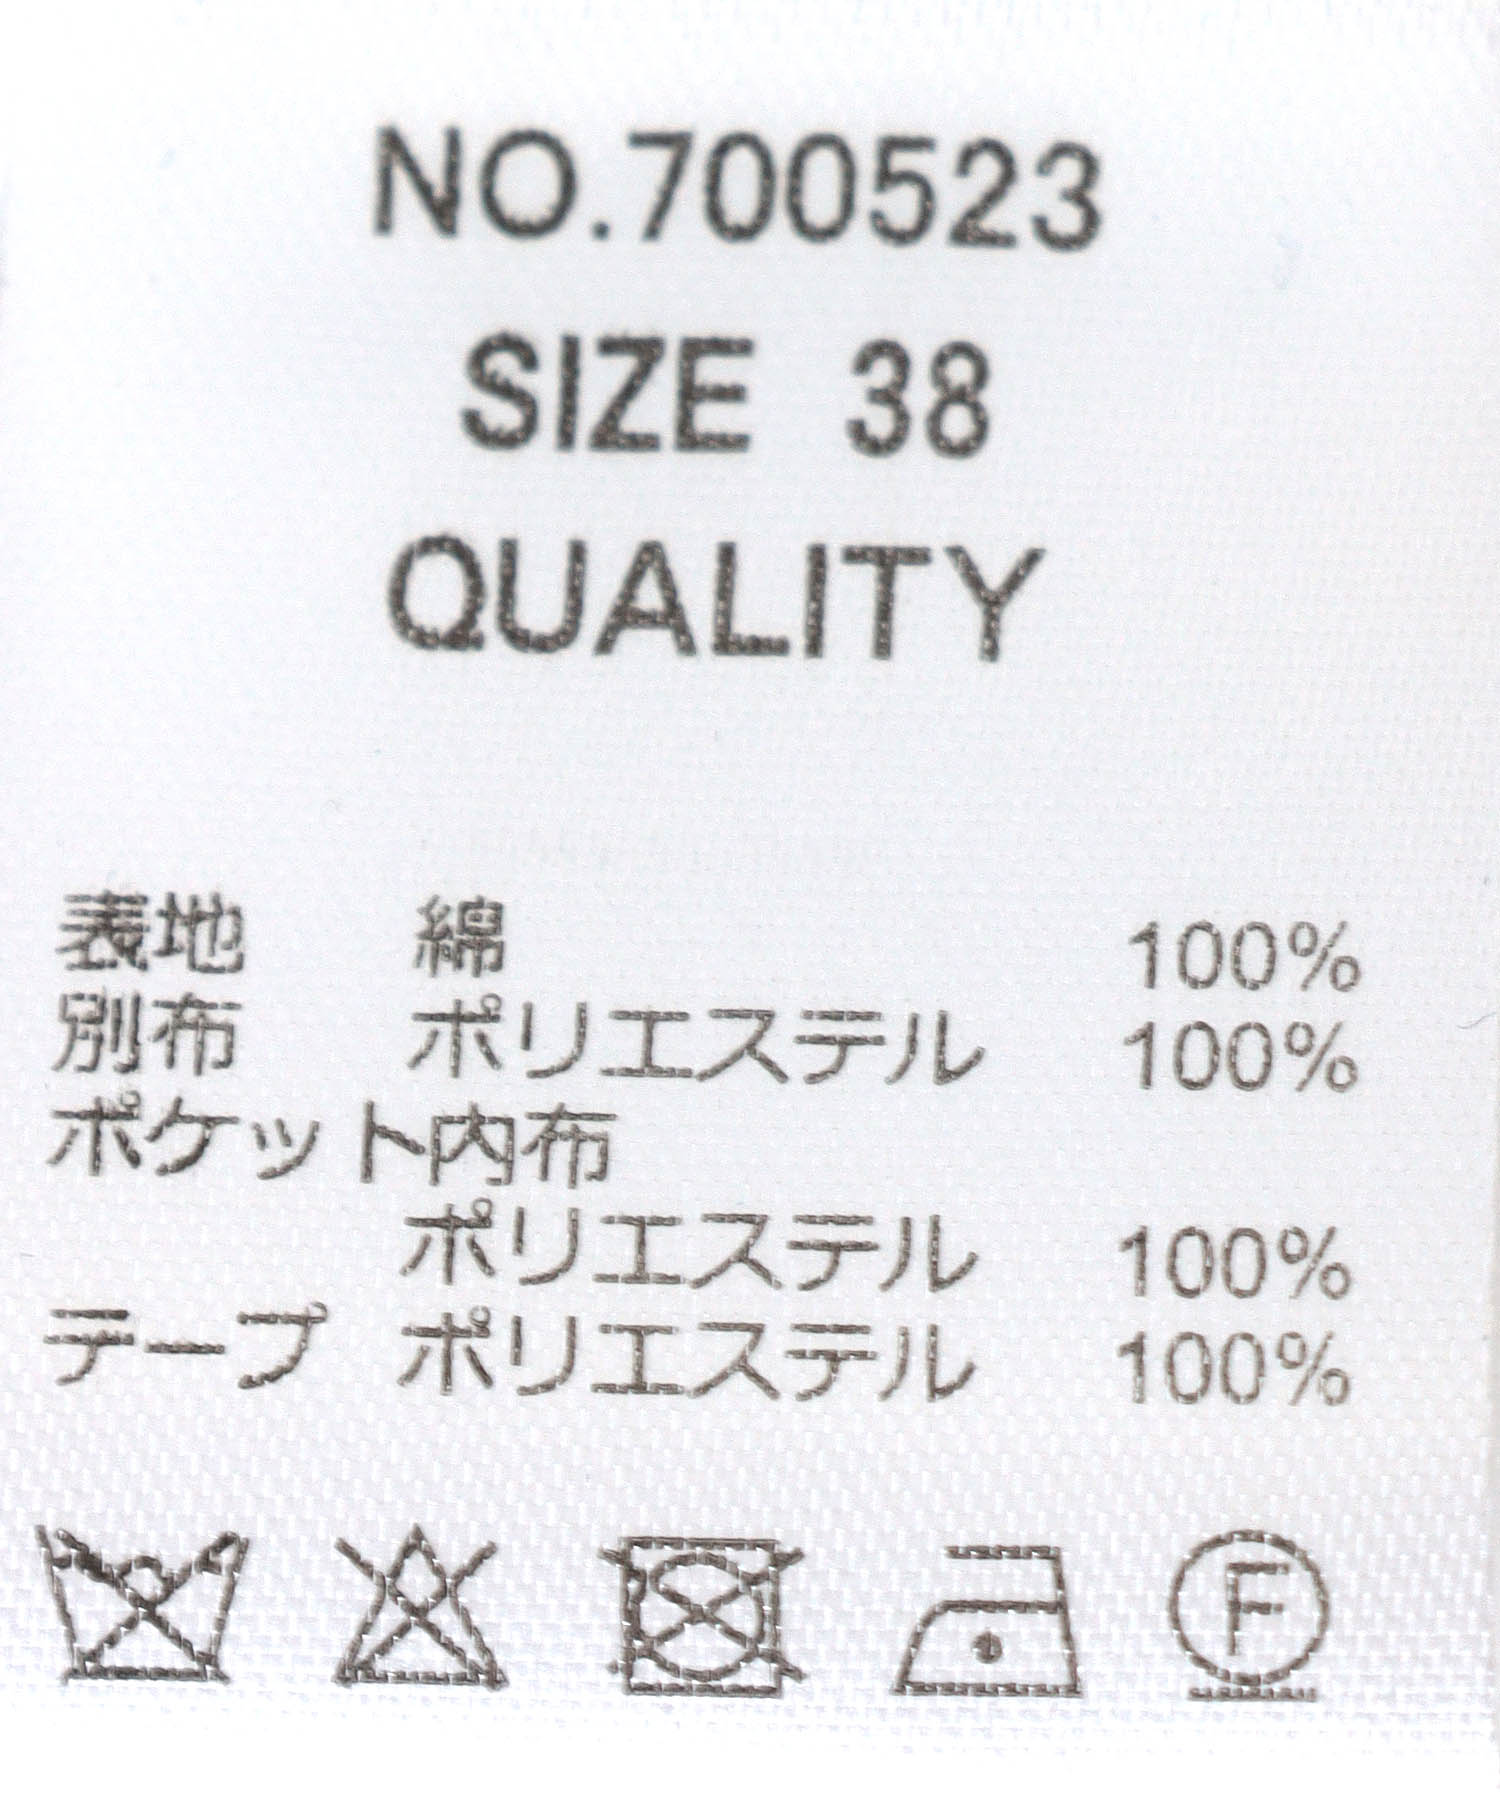 NO.700523
SIZE 38
QUALITY
表地 綿 100%
別布 ポリエステル 100%
ポケット内布
ポリエステル 100%
テープ ポリエステル 100%
F